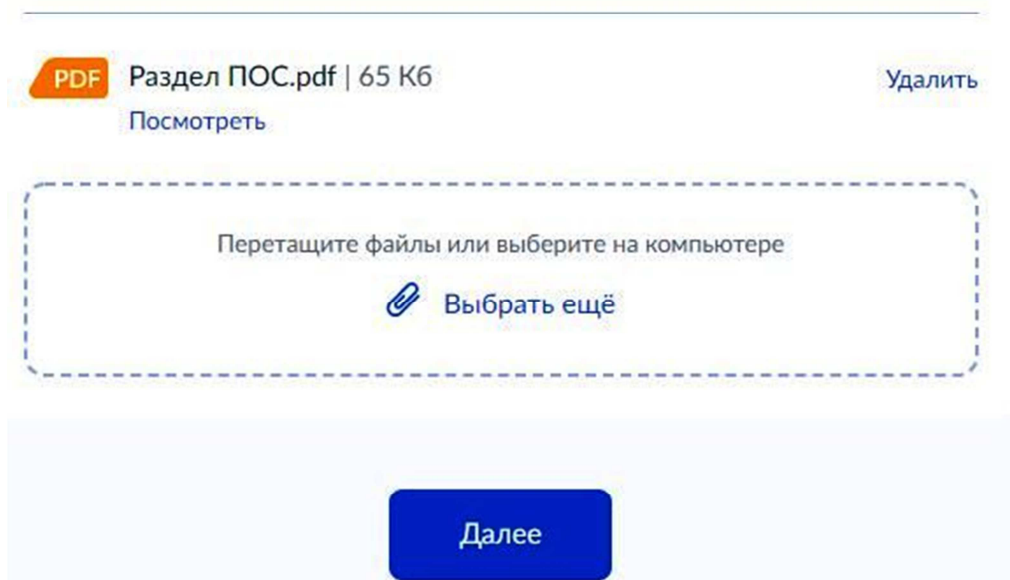 PDF Раздел ПОС.pdf | 65 Кб
Удалить
Посмотреть
Перетащите файлы или выберите на компьютере
Выбрать ещё
Далее